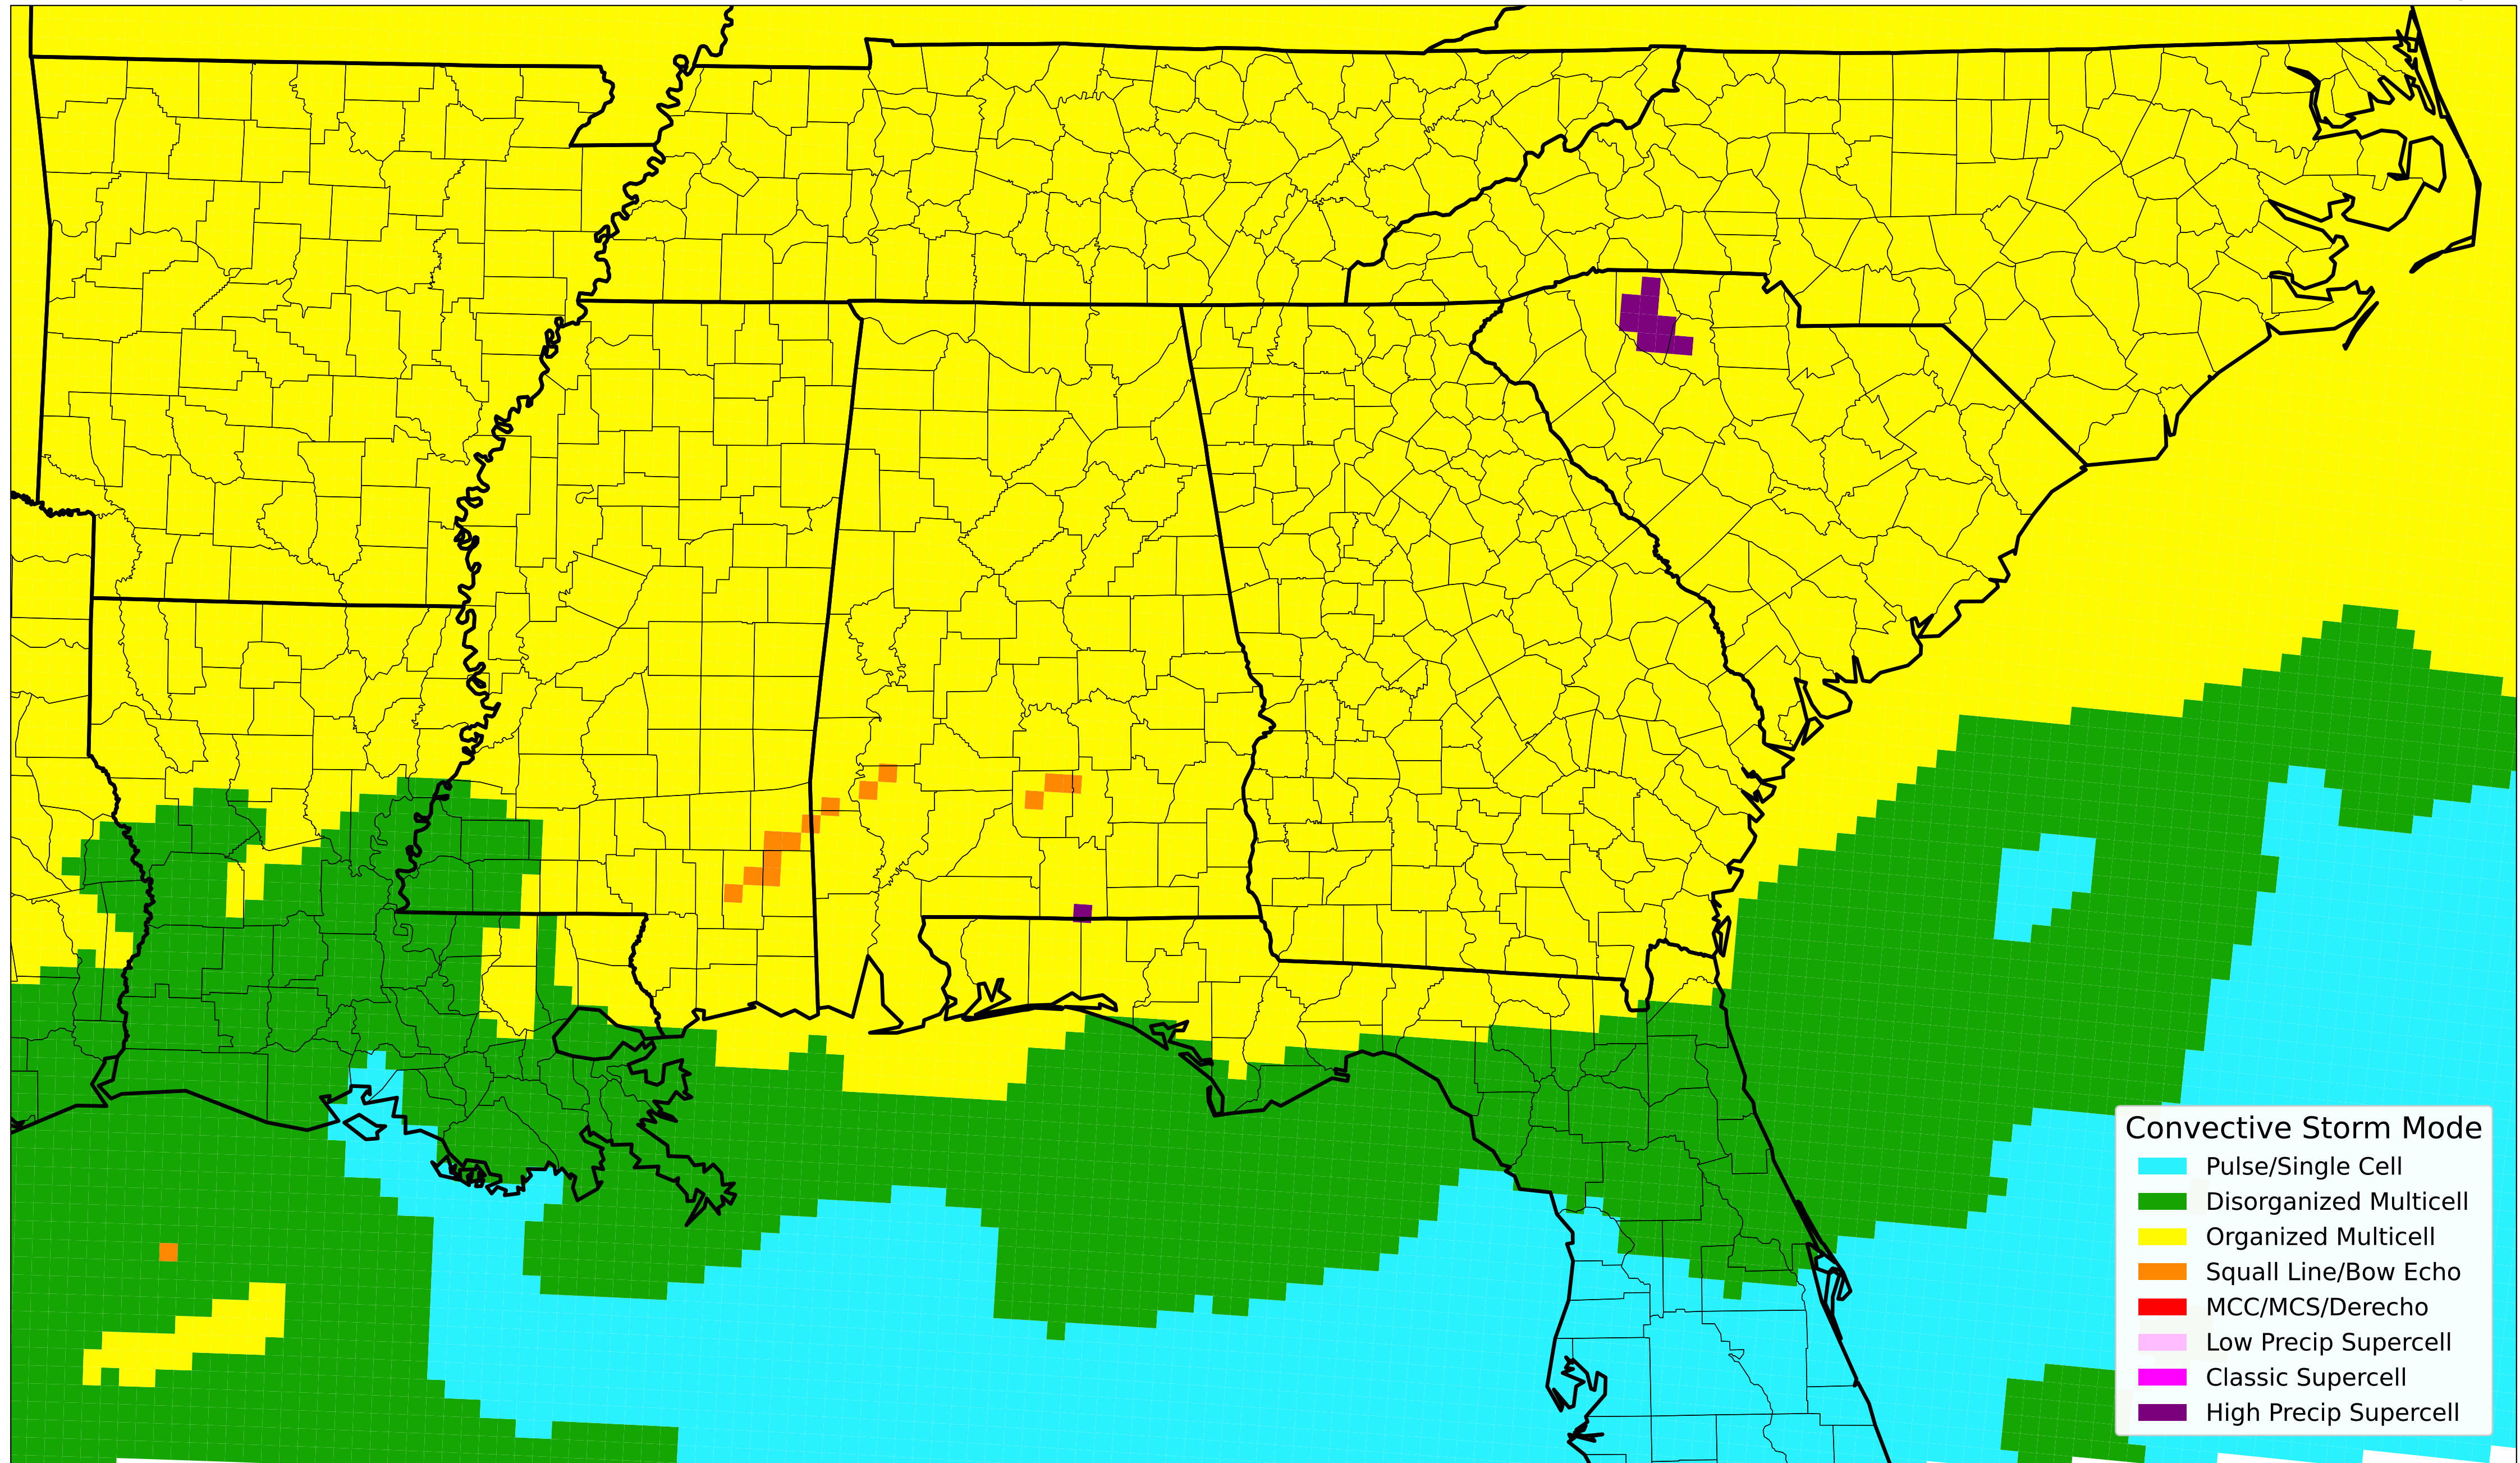 Convective Storm Mode
Pulse/Single Cell
Disorganized Multicell
Organized Multicell
Squall Line/Bow Echo
MCC/MCS/Derecho
Low Precip Supercell
Classic Supercell
High Precip Supercell